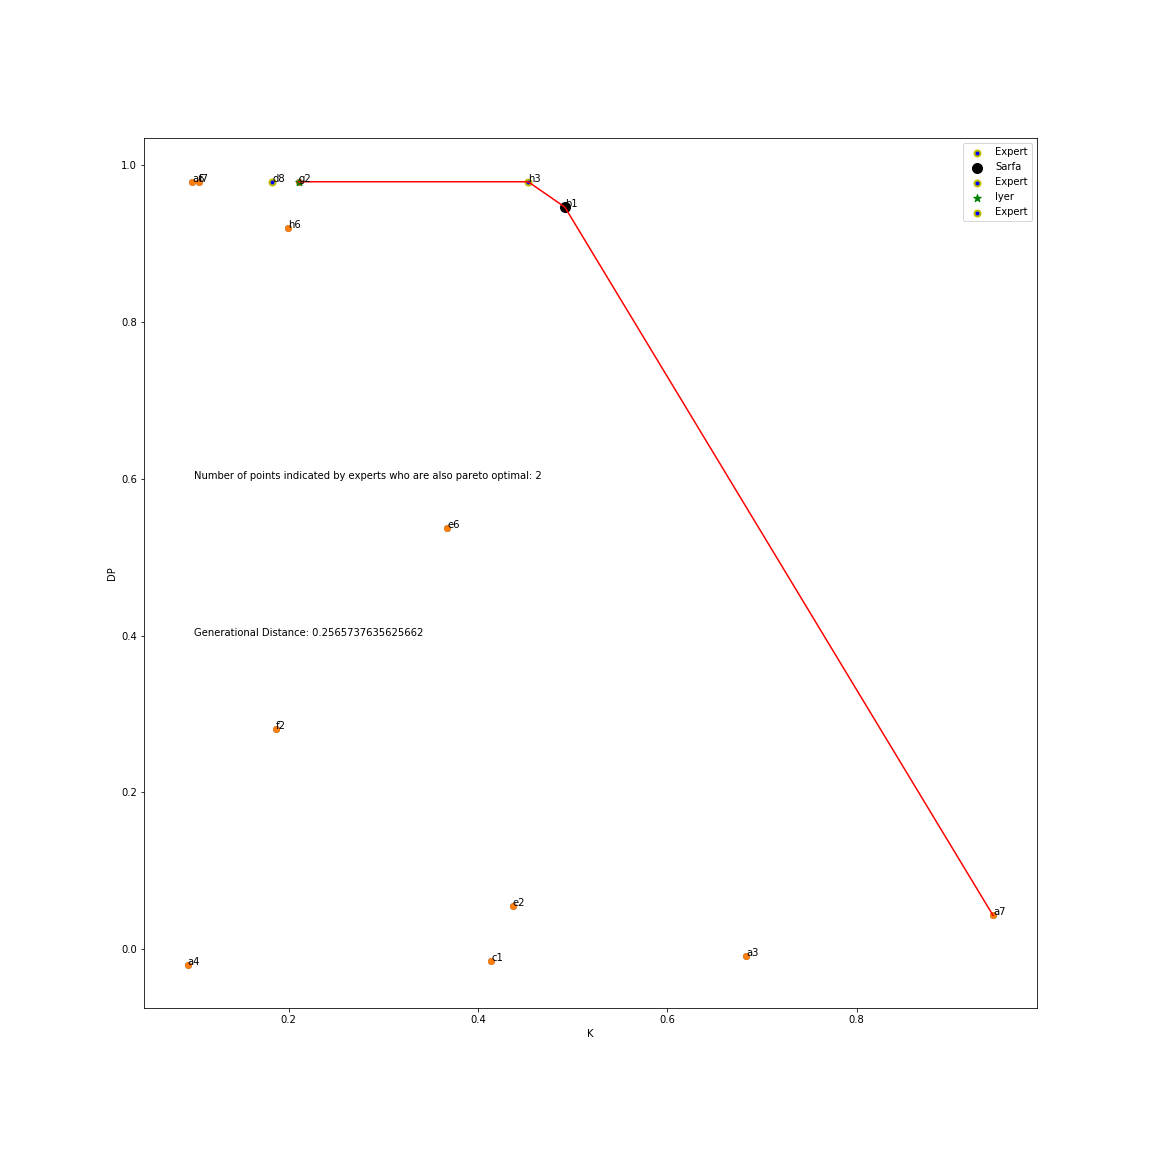 Expert
Sarfa
Expert
Iyer
Expert
1.0
0.8
0.6
0.4
0.2
0.0
DP
d8
g2
h3
b1
h6
Number of points indicated by experts who are also pareto optimal: 2
e6
Generational Distance: 0.2565737635625662
f2
e2
a7
a4
c1
a3
0.2 0.4 0.6 0.8
K